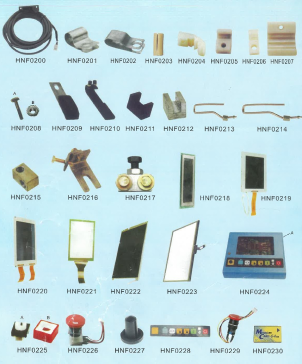 HNF0200 HNF0201 HNF0202 HNF0203 HNF0204 HNF0205 HNF0206 HNF0207
A B
HNF0208 HNF0209 HNF0210 HNF0211 HNF0212 HNF0213 HNF0214
HNF0215 HNF0216 HNF0217 HNF0218 HNF0219
HNF0220 HNF0221 HNF0222 HNF0223 HNF0224
HNF0225 HNF0226 HNF0227 HNF0228 HNF0229 HNF0230